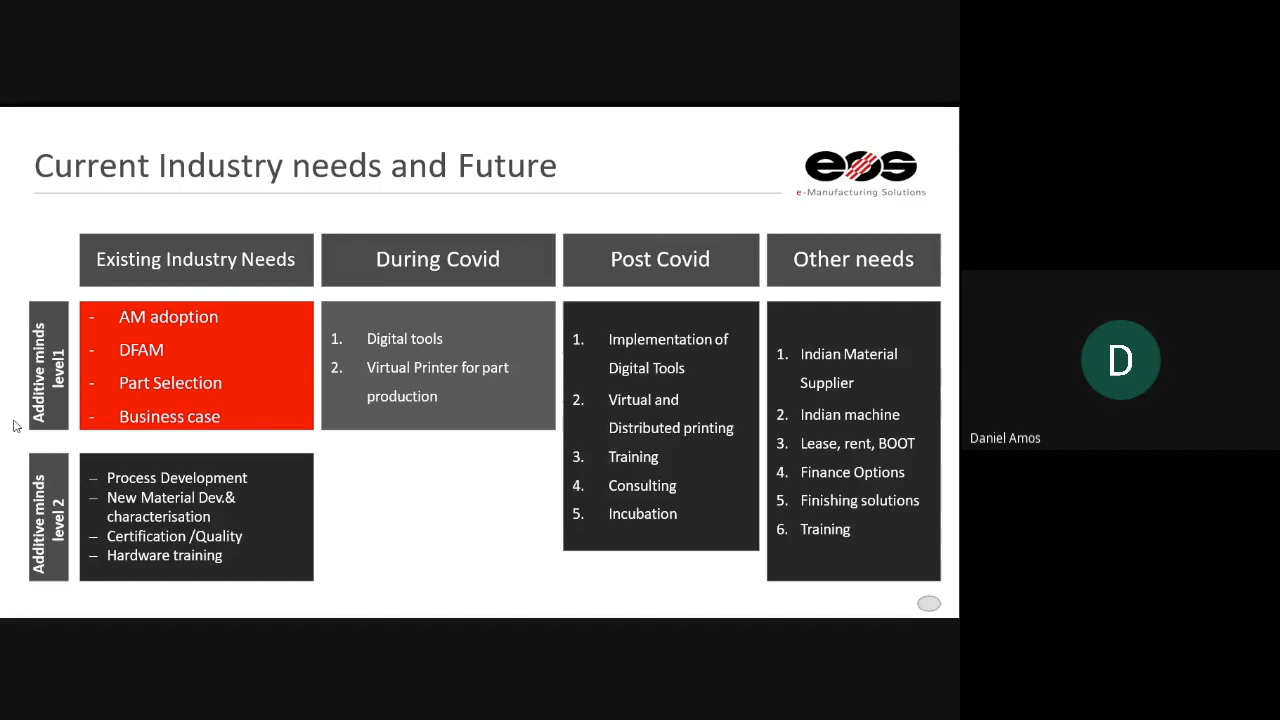 Current Industry needs and Future
eos
e-Manufacturing Solutions
Existing Industry Needs
During Covid
Post Covid
Other needs
Additive minds
level1
- AM adoption
- DFAM
- Part Selection
- Business case
1. Digital tools
2. Virtual Printer for part
production
1. Implementation of
Digital Tools
2. Virtual and
Distributed printing
3. Training
4. Consulting
5. Incubation
1. Indian Material
Supplier
2. Indian machine
3. Lease, rent, BOOT
4. Finance Options
5. Finishing solutions
6. Training
Additive minds
level 2
– Process Development
– New Material Dev.&
characterisation
– Certification /Quality
– Hardware training
D
Daniel Amos